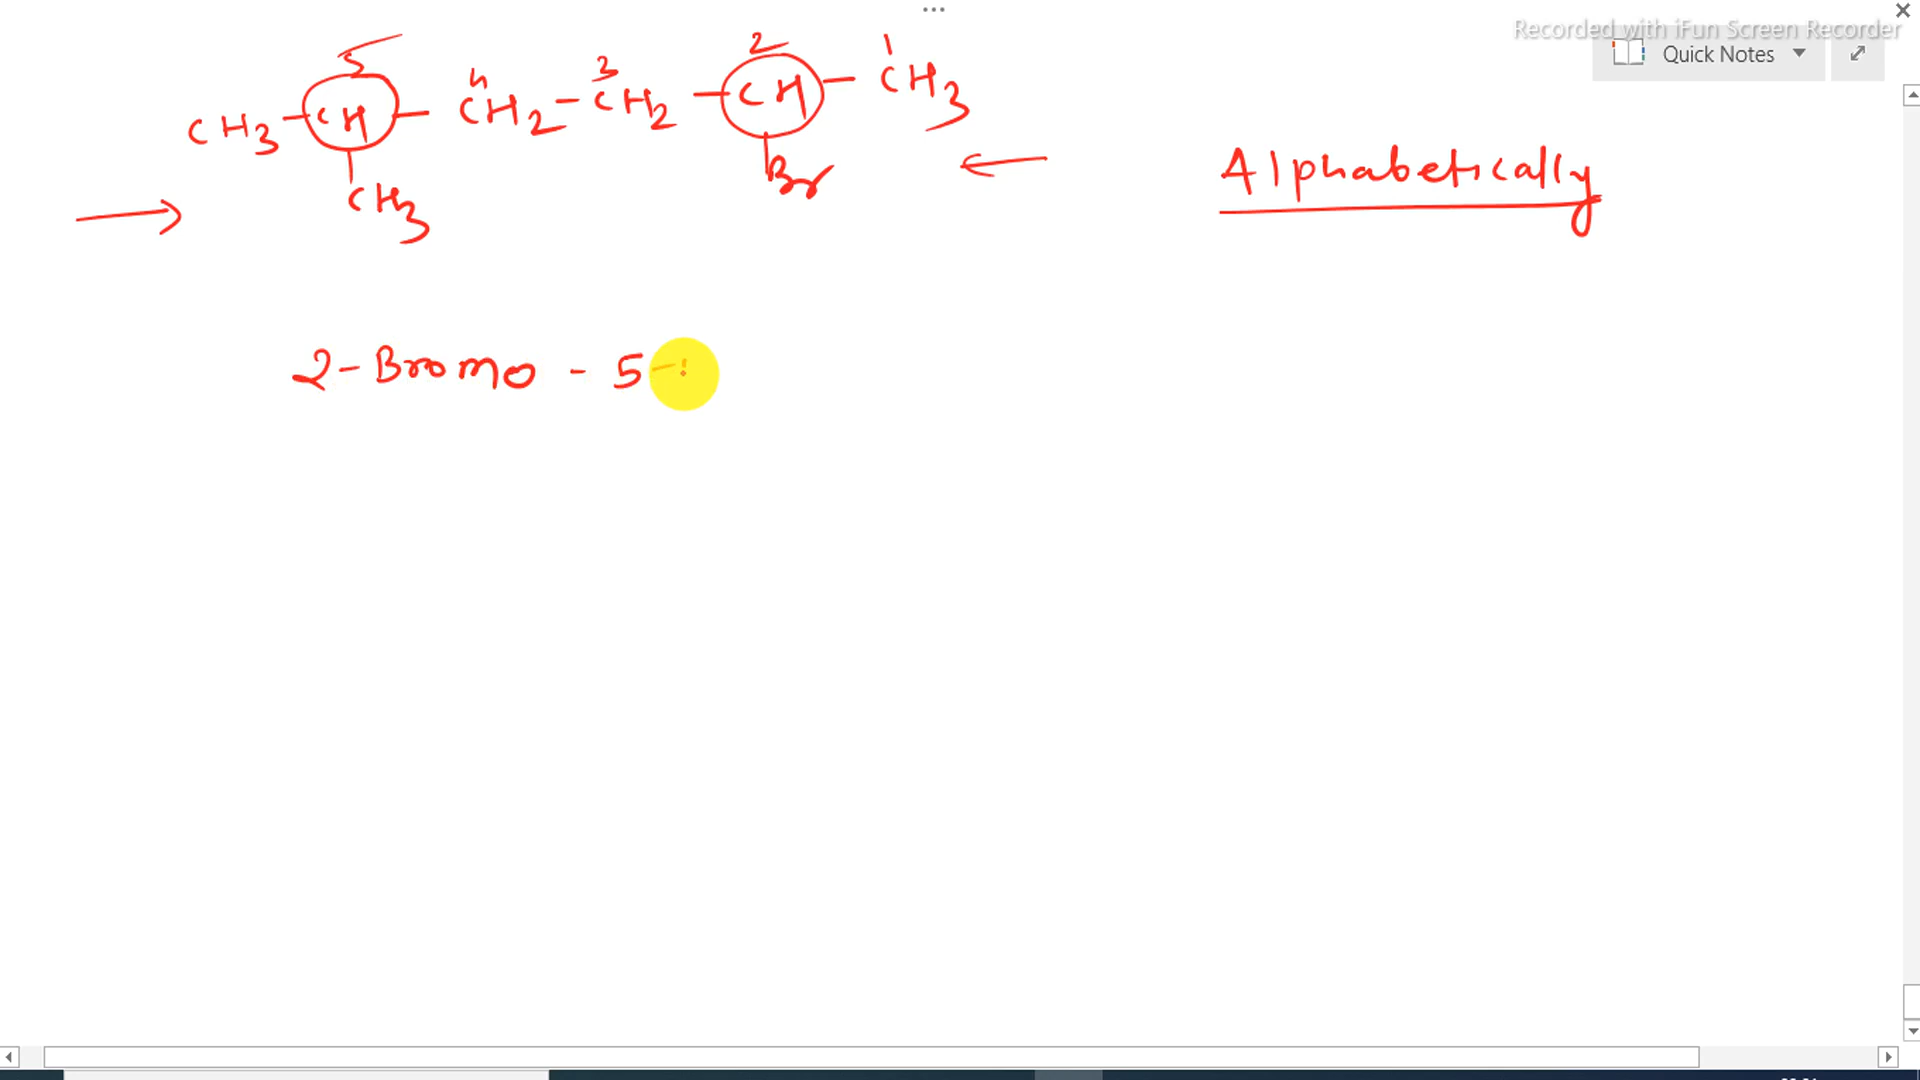 Recorded with iFun Screen Recorder
Quick Notes
5 4 3 2 1
CH3-CH-CH2-CH2-CH-CH3
CH3 Br
Alphabetically
2-Bromo-5-